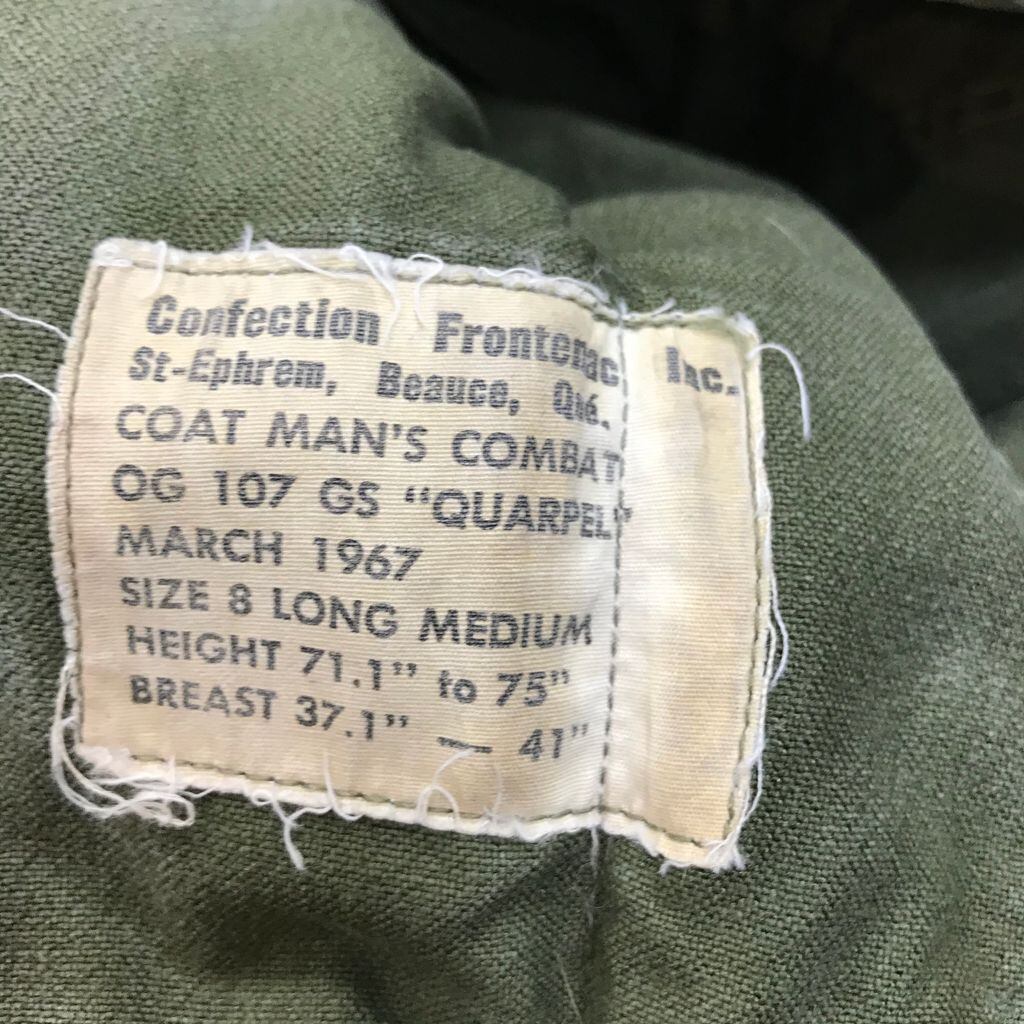 Confection Frontenac Inc.
St-Ephrem, Beauce, Qué.
COAT MAN'S COMBAT
OG 107 GS "QUARPEL"
MARCH 1967
SIZE 8 LONG MEDIUM
HEIGHT 71.1" to 75"
BREAST 37.1" — 41"